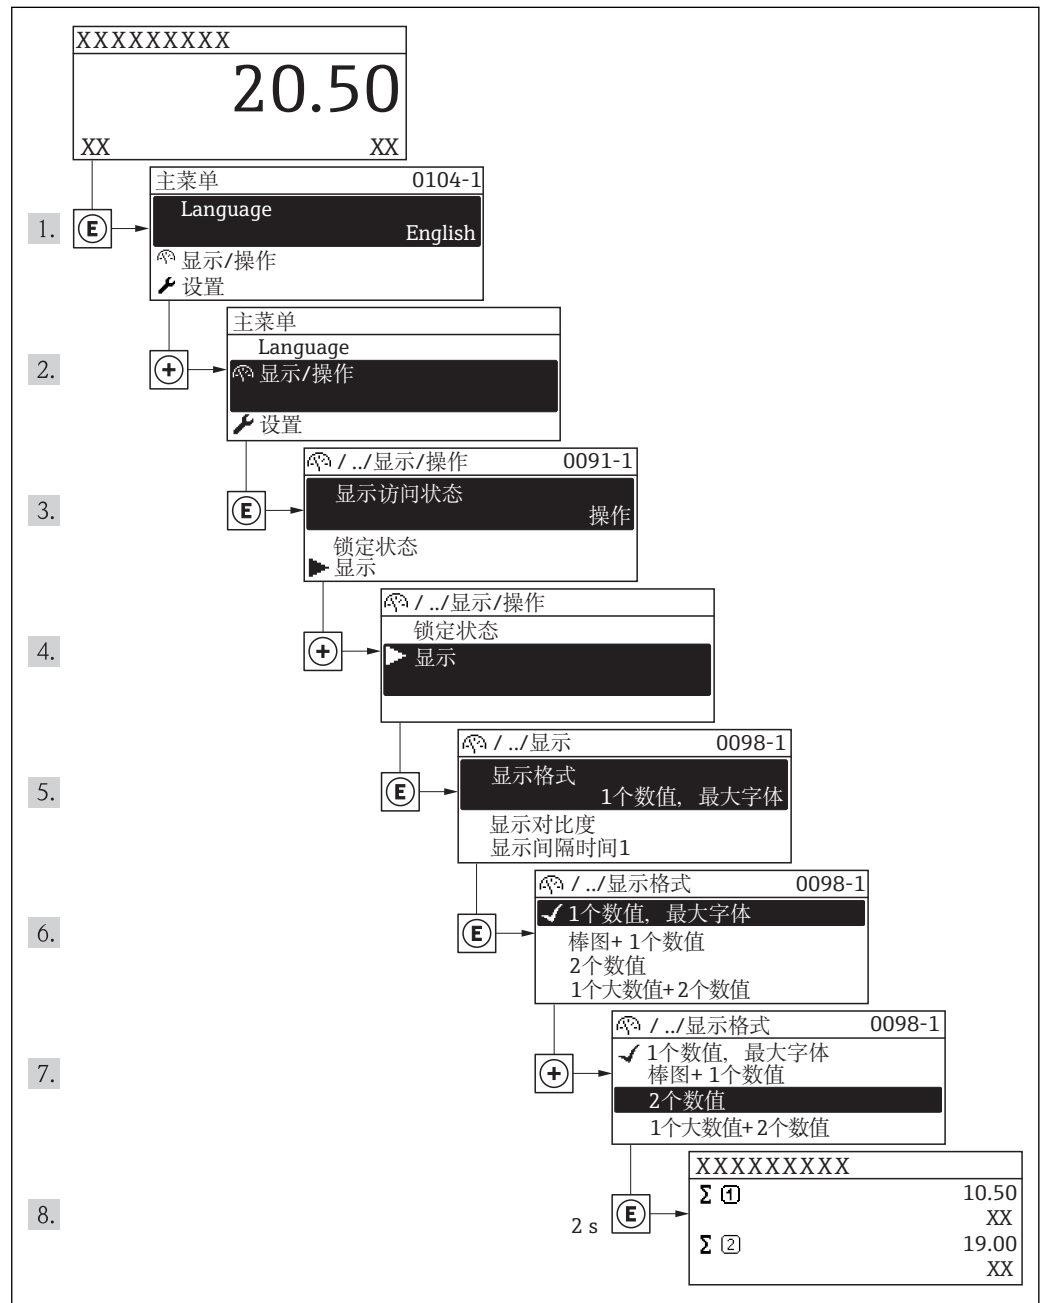 XXXXXXXXX
20.50
XX XX
主菜单 0104-1
Language
1. E English
显示/操作
设置
主菜单
Language
2. + 显示/操作
设置
/ ../显示/操作 0091-1
显示访问状态
3. E 操作
锁定状态
显示
/ ../显示/操作
锁定状态
4. + 显示
/ ../显示 0098-1
显示格式
5. E 1个数值，最大字体
显示对比度
显示间隔时间1
/ ../显示格式 0098-1
1个数值，最大字体
6. E 棒图+ 1个数值
2个数值
1个大数值+2个数值
/ ../显示格式 0098-1
1个数值，最大字体
7. + 棒图+ 1个数值
2个数值
1个大数值+2个数值
XXXXXXXXX
Σ 1 10.50
8. 2 s E XX
Σ 2 19.00
XX